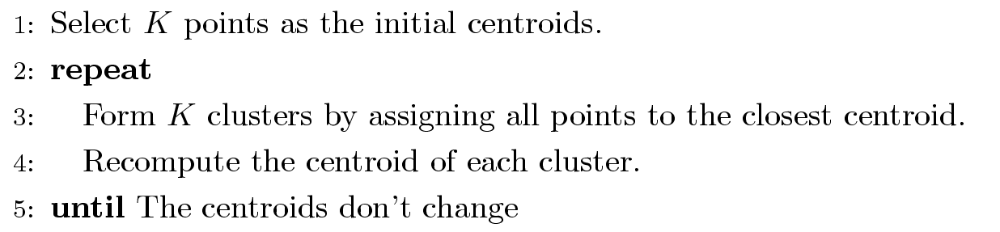 1: Select K points as the initial centroids.
2: repeat
3: Form K clusters by assigning all points to the closest centroid.
4: Recompute the centroid of each cluster.
5: until The centroids don't change